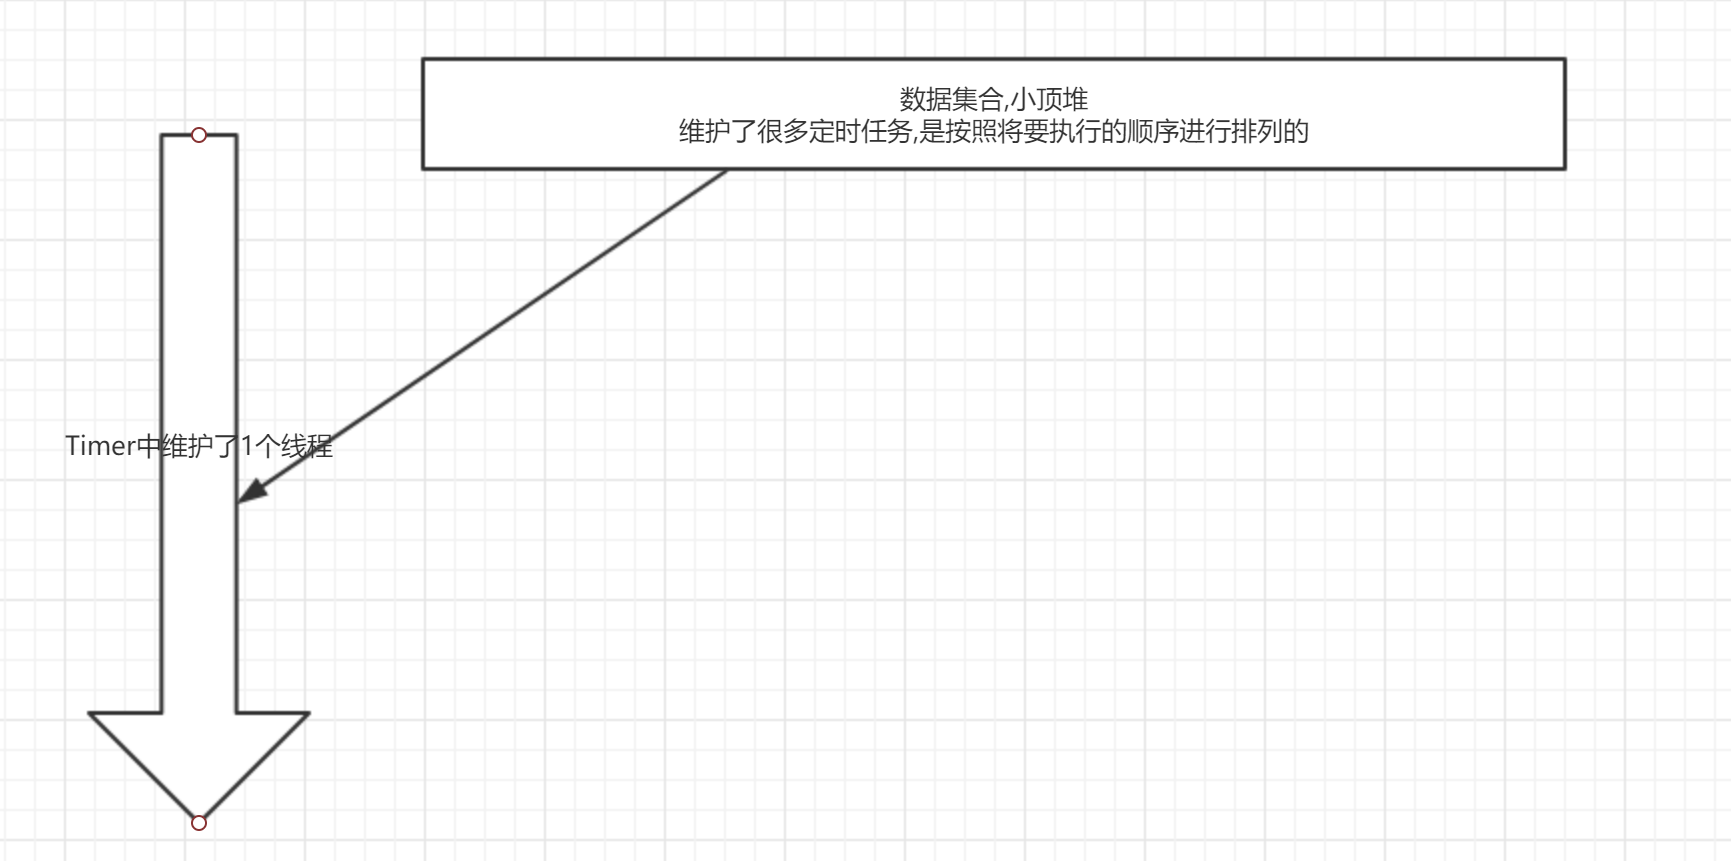 数据集合,小顶堆
维护了很多定时任务,是按照将要执行的顺序进行排列的
Timer中维护了1个线程